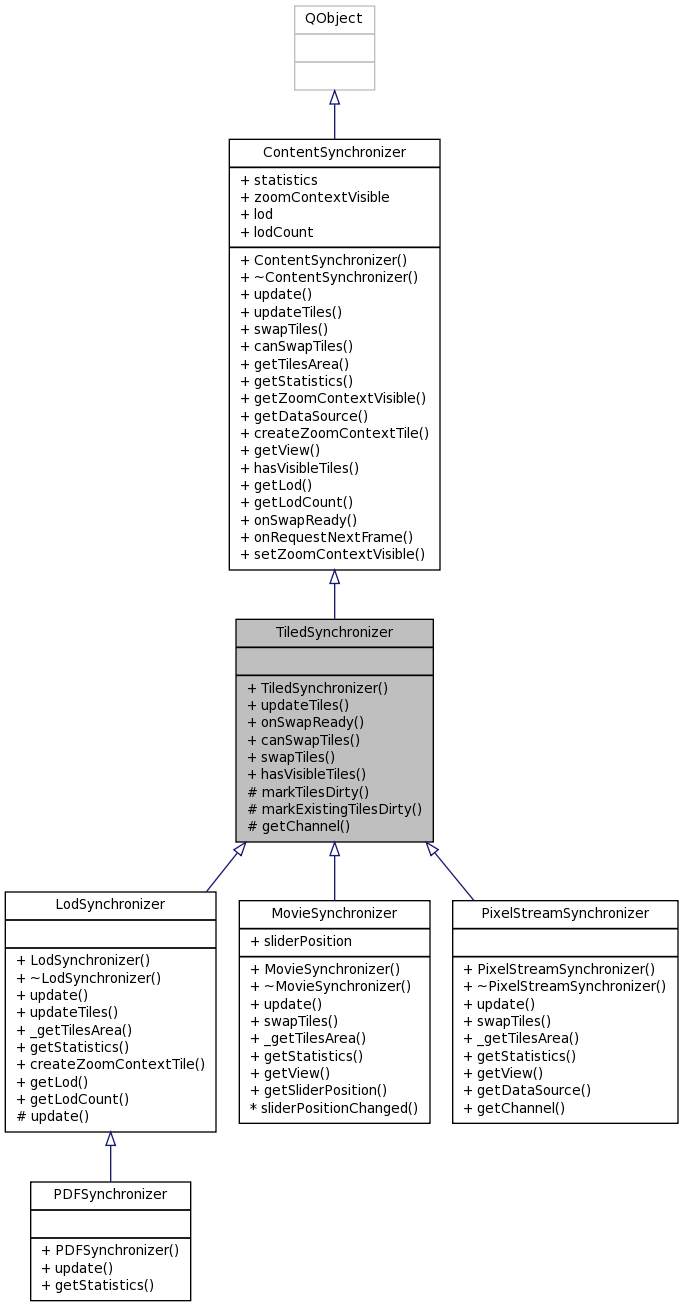 QObject
ContentSynchronizer
+ statistics
+ zoomContextVisible
+ lod
+ lodCount
+ ContentSynchronizer()
+ ~ContentSynchronizer()
+ update()
+ updateTiles()
+ swapTiles()
+ canSwapTiles()
+ getTilesArea()
+ getStatistics()
+ getZoomContextVisible()
+ getDataSource()
+ createZoomContextTile()
+ getView()
+ hasVisibleTiles()
+ getLod()
+ getLodCount()
+ onSwapReady()
+ onRequestNextFrame()
+ setZoomContextVisible()
TiledSynchronizer
+ TiledSynchronizer()
+ updateTiles()
+ onSwapReady()
+ canSwapTiles()
+ swapTiles()
+ hasVisibleTiles()
# markTilesDirty()
# markExistingTilesDirty()
# getChannel()
LodSynchronizer
+ LodSynchronizer()
+ ~LodSynchronizer()
+ update()
+ updateTiles()
+ _getTilesArea()
+ getStatistics()
+ createZoomContextTile()
+ getLod()
+ getLodCount()
# update()
MovieSynchronizer
+ sliderPosition
+ MovieSynchronizer()
+ ~MovieSynchronizer()
+ update()
+ swapTiles()
+ _getTilesArea()
+ getStatistics()
+ getView()
+ getSliderPosition()
* sliderPositionChanged()
PixelStreamSynchronizer
+ PixelStreamSynchronizer()
+ ~PixelStreamSynchronizer()
+ update()
+ swapTiles()
+ _getTilesArea()
+ getStatistics()
+ getView()
+ getDataSource()
+ getChannel()
PDFSynchronizer
+ PDFSynchronizer()
+ update()
+ getStatistics()